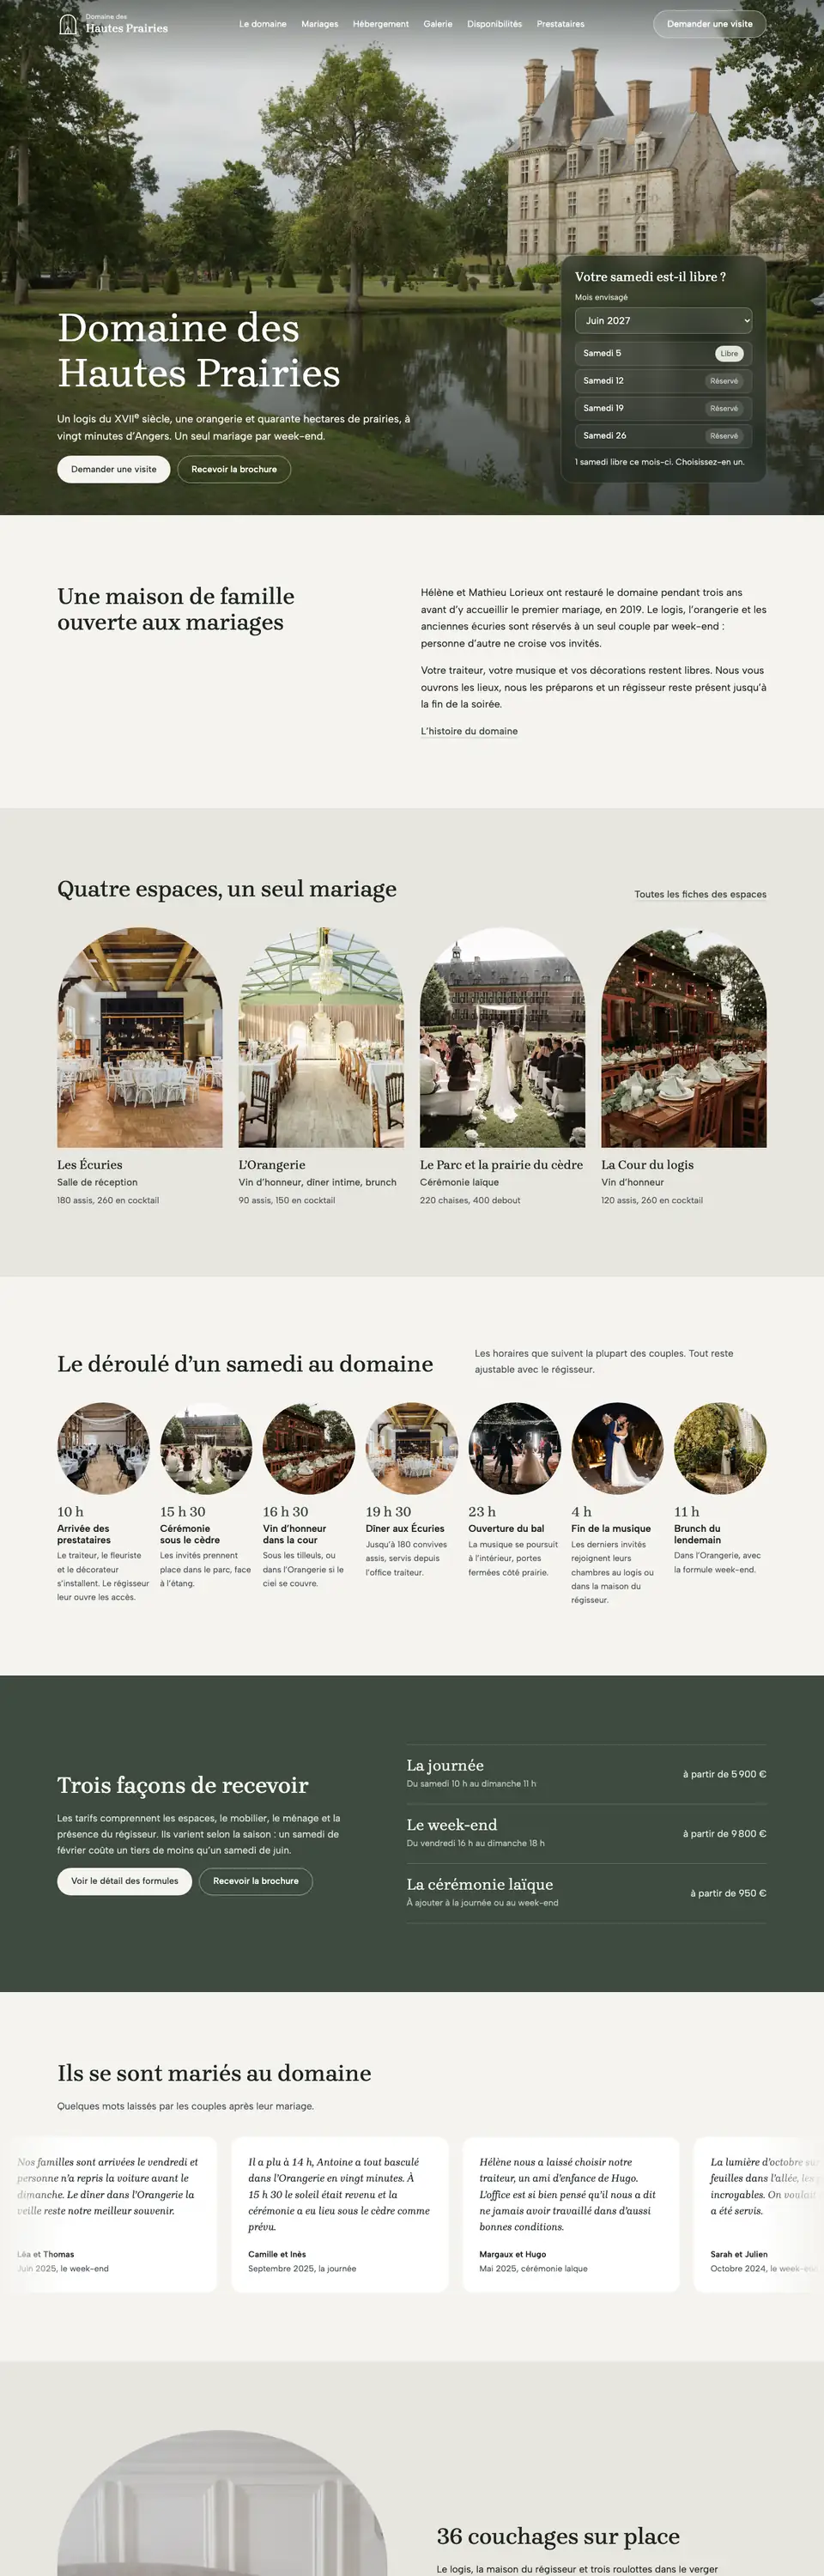 Domaine des
Hautes Prairies
Le domaine
Mariages
Hébergement
Galerie
Disponibilités
Prestataires
Demander une visite
Domaine des
Hautes Prairies
Un logis du XVIIe siècle, une orangerie et quarante hectares de prairies, à
vingt minutes d’Angers. Un seul mariage par week-end.
Demander une visite
Recevoir la brochure
Votre samedi est-il libre ?
Mois envisagé
Juin 2027
Samedi 5
Libre
Samedi 12
Réservé
Samedi 19
Réservé
Samedi 26
Réservé
1 samedi libre ce mois-ci. Choisissez-en un.
Une maison de famille
ouverte aux mariages
Hélène et Mathieu Lorieux ont restauré le domaine pendant trois ans
avant d’y accueillir le premier mariage, en 2019. Le logis, l’orangerie et les
anciennes écuries sont réservés à un seul couple par week-end :
personne d’autre ne croise vos invités.
Votre traiteur, votre musique et vos décorations restent libres. Nous vous
ouvrons les lieux, nous les préparons et un régisseur reste présent jusqu’à
la fin de la soirée.
L’histoire du domaine
Quatre espaces, un seul mariage
Toutes les fiches des espaces
Les Écuries
Salle de réception
180 assis, 260 en cocktail
L’Orangerie
Vin d’honneur, dîner intime, brunch
90 assis, 150 en cocktail
Le Parc et la prairie du cèdre
Cérémonie laïque
220 chaises, 400 debout
La Cour du logis
Vin d’honneur
120 assis, 260 en cocktail
Le déroulé d’un samedi au domaine
Les horaires que suivent la plupart des couples. Tout reste
ajustable avec le régisseur.
10 h
Arrivée des
prestataires
Le traiteur, le fleuriste
et le décorateur
s’installent. Le régisseur
leur ouvre les accès.
15 h 30
Cérémonie
sous le cèdre
Les invités prennent
place dans le parc, face
à l’étang.
16 h 30
Vin d’honneur
dans la cour
Sous les tilleuls, ou
dans l’Orangerie si le
ciel se couvre.
19 h 30
Dîner aux Écuries
Jusqu’à 180 convives
assis, servis depuis
l’office traiteur.
23 h
Ouverture du bal
La musique se poursuit
à l’intérieur, portes
fermées côté prairie.
4 h
Fin de la musique
Les derniers invités
rejoignent leurs
chambres au logis ou
dans la maison du
régisseur.
11 h
Brunch du
lendemain
Dans l’Orangerie, avec
la formule week-end.
Trois façons de recevoir
Les tarifs comprennent les espaces, le mobilier, le ménage et la
présence du régisseur. Ils varient selon la saison : un samedi de
février coûte un tiers de moins qu’un samedi de juin.
Voir le détail des formules
Recevoir la brochure
La journée
Du samedi 10 h au dimanche 11 h
à partir de 5 900 €
Le week-end
Du vendredi 16 h au dimanche 18 h
à partir de 9 800 €
La cérémonie laïque
À ajouter à la journée ou au week-end
à partir de 950 €
Ils se sont mariés au domaine
Quelques mots laissés par les couples après leur mariage.
Nos familles sont arrivées le vendredi et
personne n’a repris la voiture avant le
dimanche. Le dîner dans l’Orangerie la
veille reste notre meilleur souvenir.
Léa et Thomas
Juin 2025, le week-end
Il a plu à 14 h, Antoine a tout basculé
dans l’Orangerie en vingt minutes. À
15 h 30 le soleil était revenu et la
cérémonie a eu lieu sous le cèdre comme
prévu.
Camille et Inès
Septembre 2025, la journée
Hélène nous a laissé choisir notre
traiteur, un ami d’enfance de Hugo.
L’office est si bien pensé qu’il nous a dit
ne jamais avoir travaillé dans d’aussi
bonnes conditions.
Margaux et Hugo
Mai 2025, cérémonie laïque
La lumière d’octobre sur
feuilles dans l’allée, les
incroyables. On voulait
a été servis.
Sarah et Julien
Octobre 2024, le week-end
36 couchages sur place
Le logis, la maison du régisseur et trois roulottes dans le verger